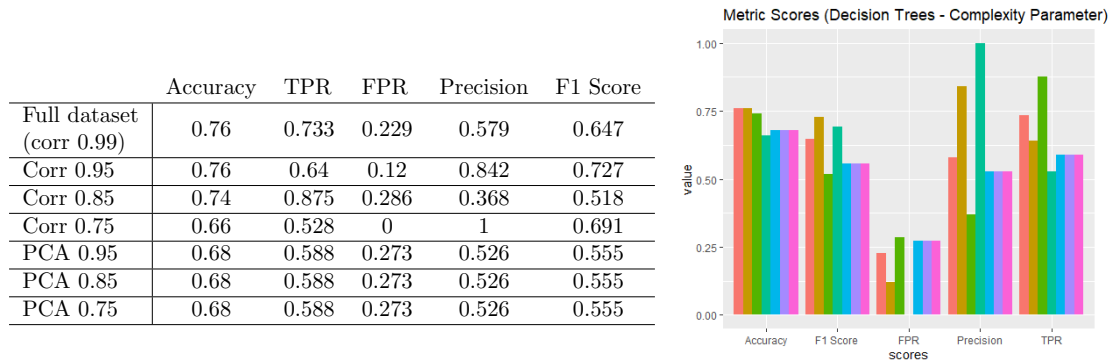 Accuracy TPR FPR Precision F1 Score
Full dataset
(corr 0.99) 0.76 0.733 0.229 0.579 0.647
Corr 0.95 0.76 0.64 0.12 0.842 0.727
Corr 0.85 0.74 0.875 0.286 0.368 0.518
Corr 0.75 0.66 0.528 0 1 0.691
PCA 0.95 0.68 0.588 0.273 0.526 0.555
PCA 0.85 0.68 0.588 0.273 0.526 0.555
PCA 0.75 0.68 0.588 0.273 0.526 0.555
Metric Scores (Decision Trees - Complexity Parameter)
1.00
0.75
0.50
0.25
0.00
value
Accuracy F1 Score FPR Precision TPR
scores